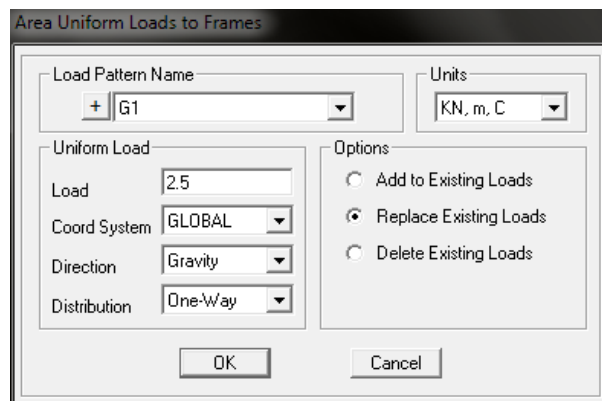 Area Uniform Loads to Frames
Load Pattern Name
+ G1
Units
KN, m, C
Uniform Load
Load 2.5
Coord System GLOBAL
Direction Gravity
Distribution One-Way
Options
Add to Existing Loads
Replace Existing Loads
Delete Existing Loads
OK
Cancel